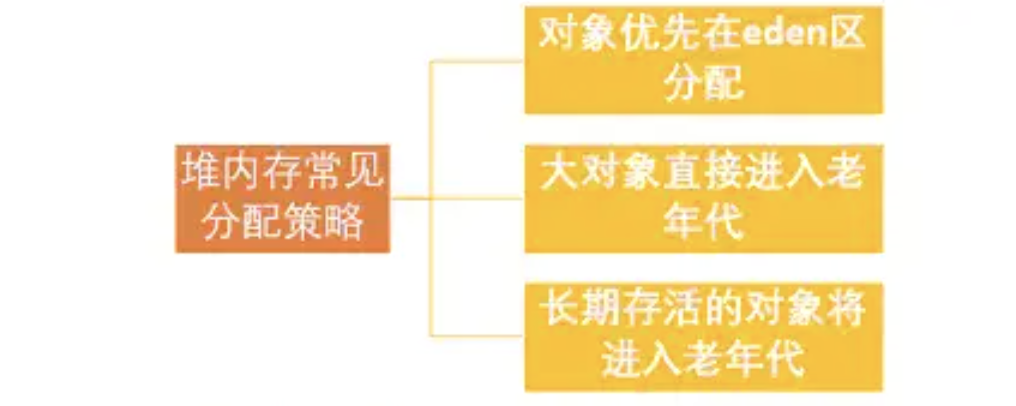 对象优先在eden区
分配
堆内存常见
分配策略
大对象直接进入老
年代
长期存活的对象将
进入老年代